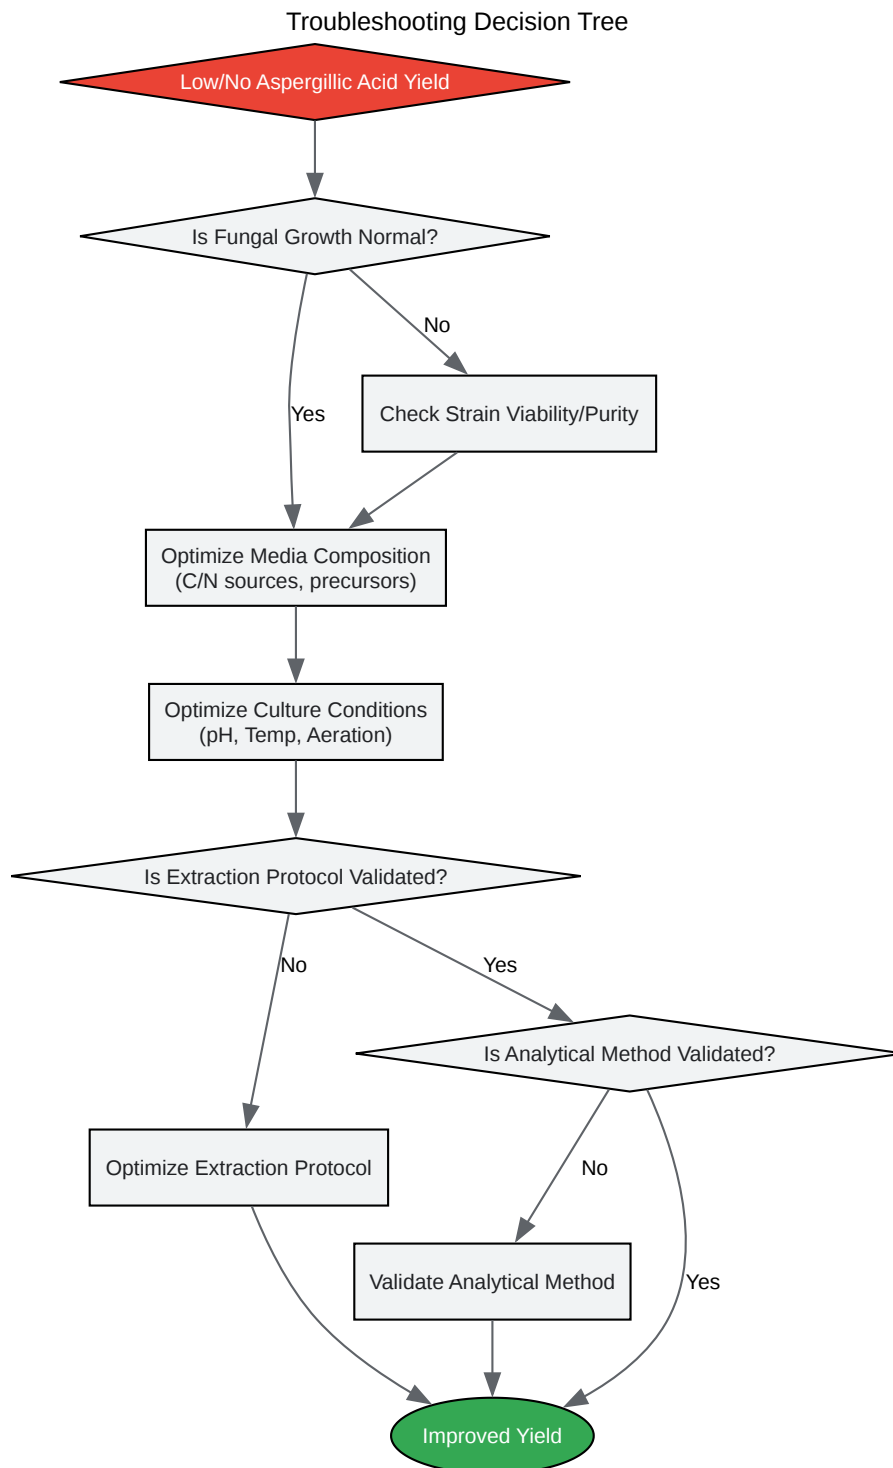 Troubleshooting Decision Tree
Low/No Aspergillic Acid Yield
Is Fungal Growth Normal?
No
Yes
Check Strain Viability/Purity
Optimize Media Composition
(C/N sources, precursors)
Optimize Culture Conditions
(pH, Temp, Aeration)
Is Extraction Protocol Validated?
No
Yes
Is Analytical Method Validated?
Optimize Extraction Protocol
No
Validate Analytical Method
Yes
Improved Yield